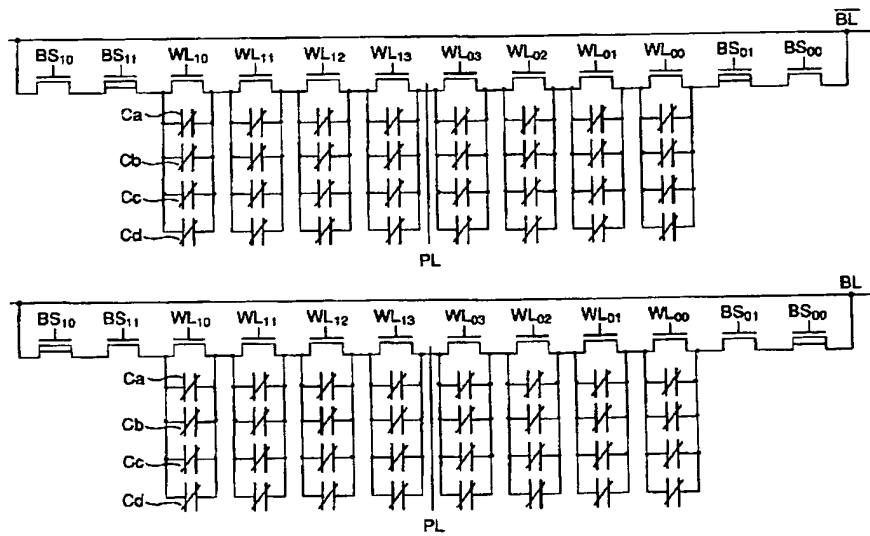 B̅L̅
BS₁₀ BS₁₁ WL₁₀ WL₁₁ WL₁₂ WL₁₃ WL₀₃ WL₀₂ WL₀₁ WL₀₀ BS₀₁ BS₀₀
Ca
Cb
Cc
Cd
PL
BL
BS₁₀ BS₁₁ WL₁₀ WL₁₁ WL₁₂ WL₁₃ WL₀₃ WL₀₂ WL₀₁ WL₀₀ BS₀₁ BS₀₀
Ca
Cb
Cc
Cd
PL